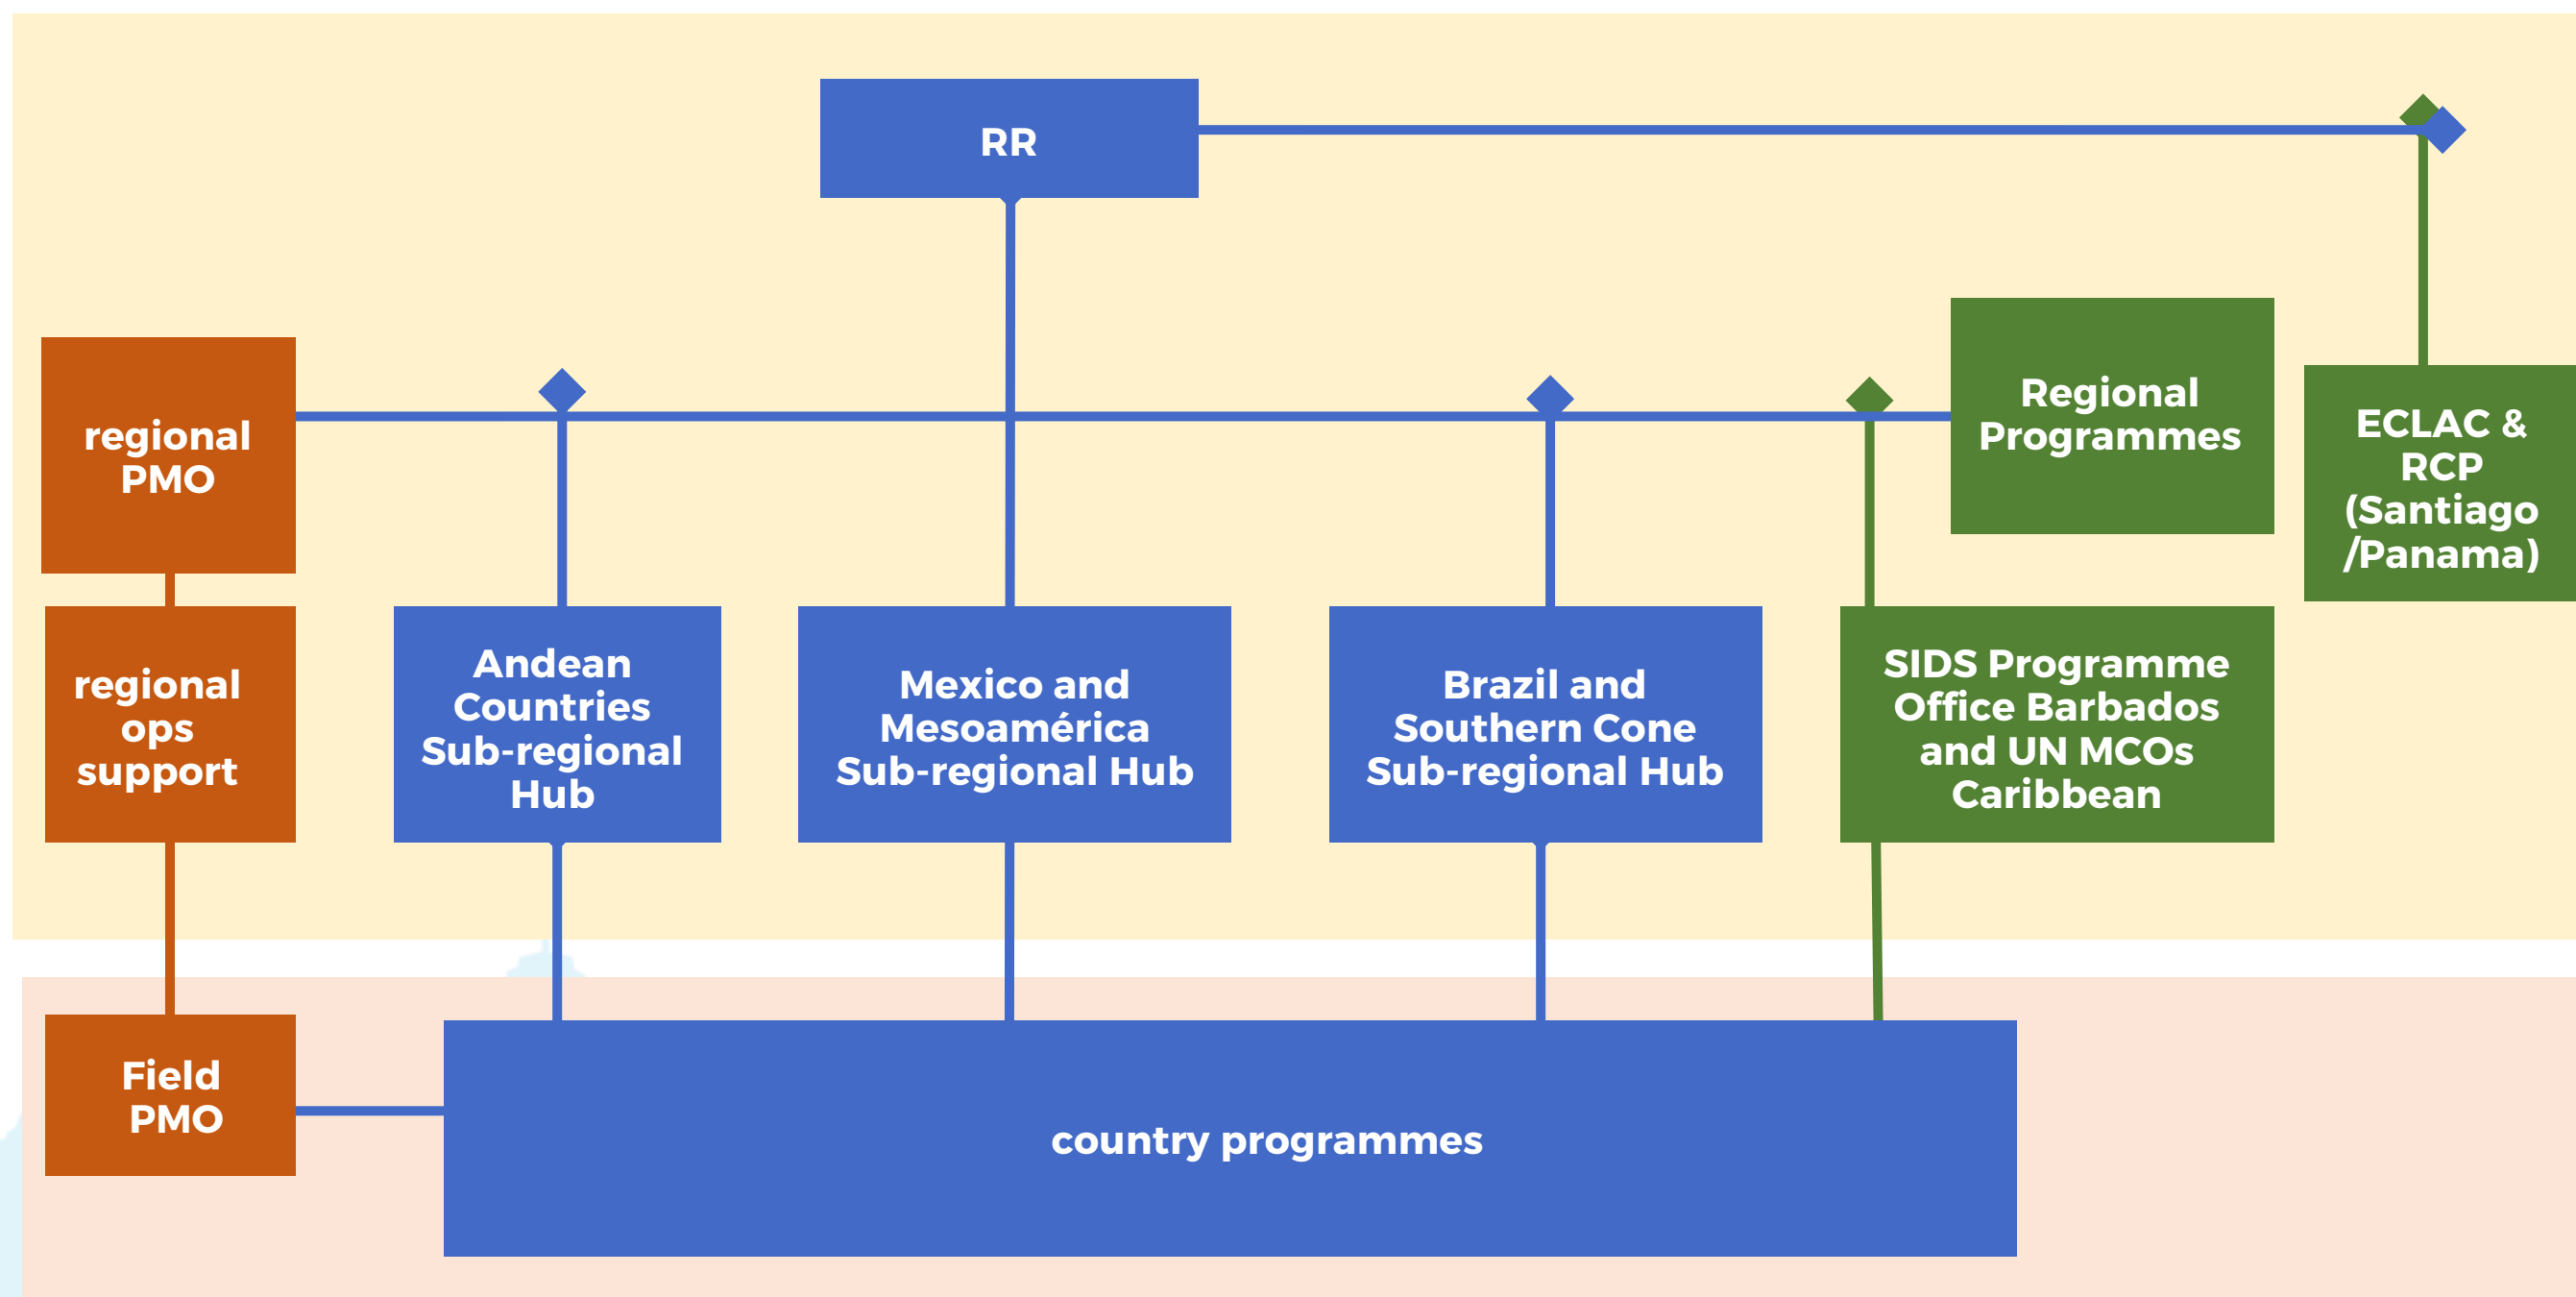 RR
regional
PMO
Regional
Programmes
ECLAC &
RCP
(Santiago
/Panama)
regional
ops
support
Andean
Countries
Sub-regional
Hub
Mexico and
Mesoamérica
Sub-regional Hub
Brazil and
Southern Cone
Sub-regional Hub
SIDS Programme
Office Barbados
and UN MCOs
Caribbean
Field
PMO
country programmes